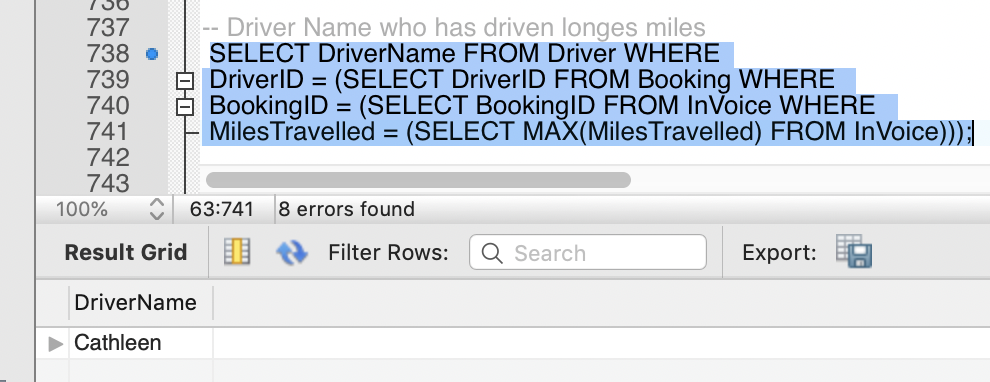 736
737 -- Driver Name who has driven longes miles
738 SELECT DriverName FROM Driver WHERE
739 DriverID = (SELECT DriverID FROM Booking WHERE
740 BookingID = (SELECT BookingID FROM InVoice WHERE
741 MilesTravelled = (SELECT MAX(MilesTravelled) FROM InVoice)));
742
743
100% 63:741 8 errors found
Result Grid Filter Rows: Search Export:
DriverName
Cathleen